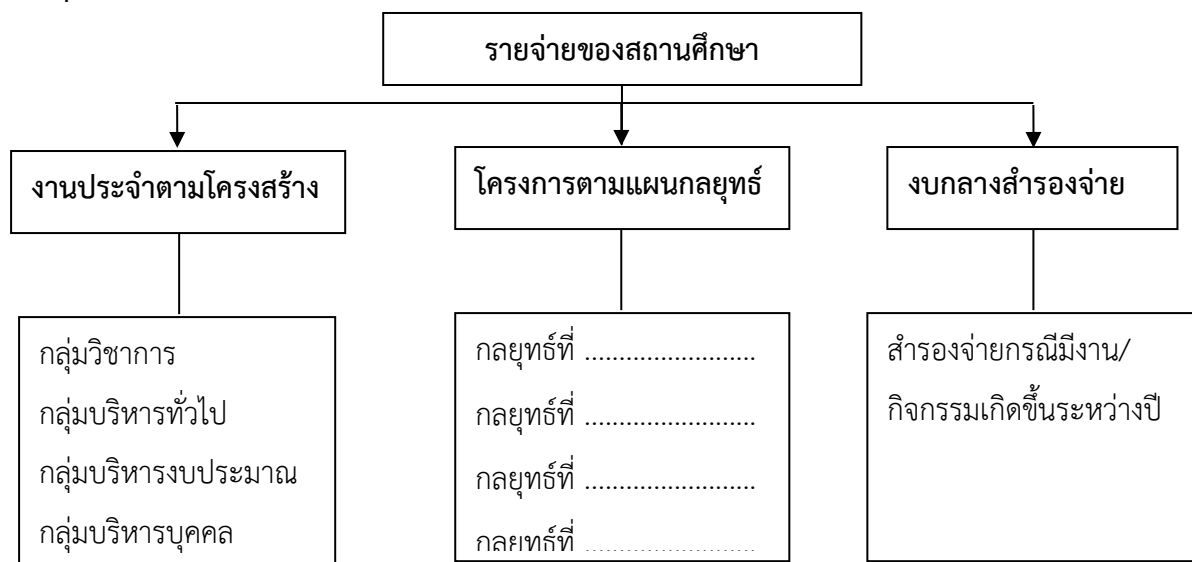 รายจ่ายของสถานศึกษา
งานประจำตามโครงสร้าง
โครงการตามแผนกลยุทธ์
งบกลางสำรองจ่าย
กลุ่มวิชาการ
กลุ่มบริหารทั่วไป
กลุ่มบริหารงบประมาณ
กลุ่มบริหารบุคคล
กลยุทธ์ที่ .........................
กลยุทธ์ที่ .........................
กลยุทธ์ที่ .........................
กลยุทธ์ที่ .........................
สำรองจ่ายกรณีมีงาน/
กิจกรรมเกิดขึ้นระหว่างปี